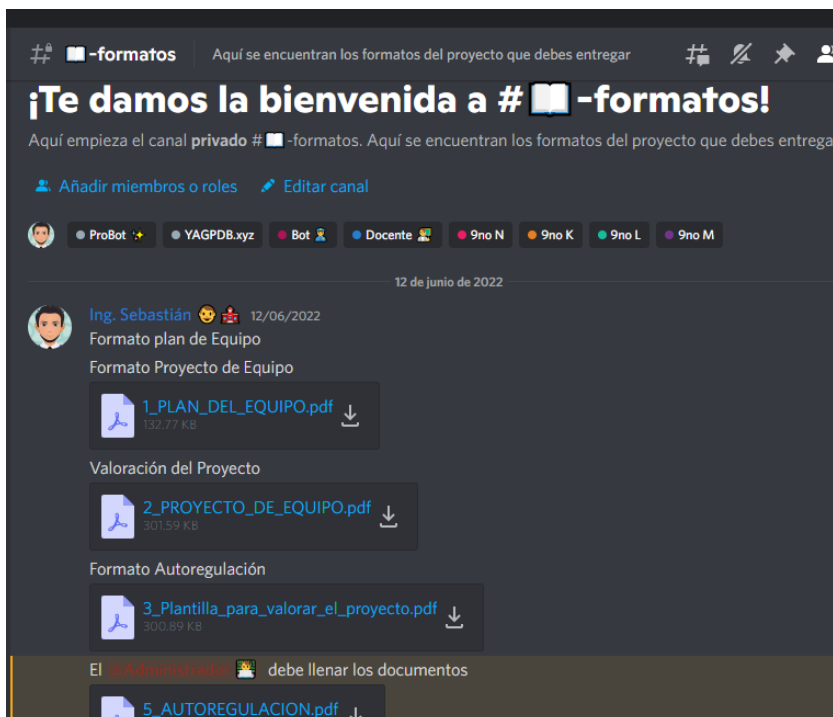 -formatos Aquí se encuentran los formatos del proyecto que debes entregar
¡Te damos la bienvenida a # -formatos!
Aquí empieza el canal privado # -formatos. Aquí se encuentran los formatos del proyecto que debes entrega
Añadir miembros o roles Editar canal
ProBot YAGPDB.xyz Bot Docente 9no N 9no K 9no L 9no M
12 de junio de 2022
Ing. Sebastián 12/06/2022
Formato plan de Equipo
Formato Proyecto de Equipo
1_PLAN_DEL_EQUIPO.pdf
132.77 KB
Valoración del Proyecto
2_PROYECTO_DE_EQUIPO.pdf
301.59 KB
Formato Autoregulación
3_Plantilla_para_valorar_el_proyecto.pdf
300.89 KB
El @Administrador debe llenar los documentos
5_AUTOREGULACION.pdf